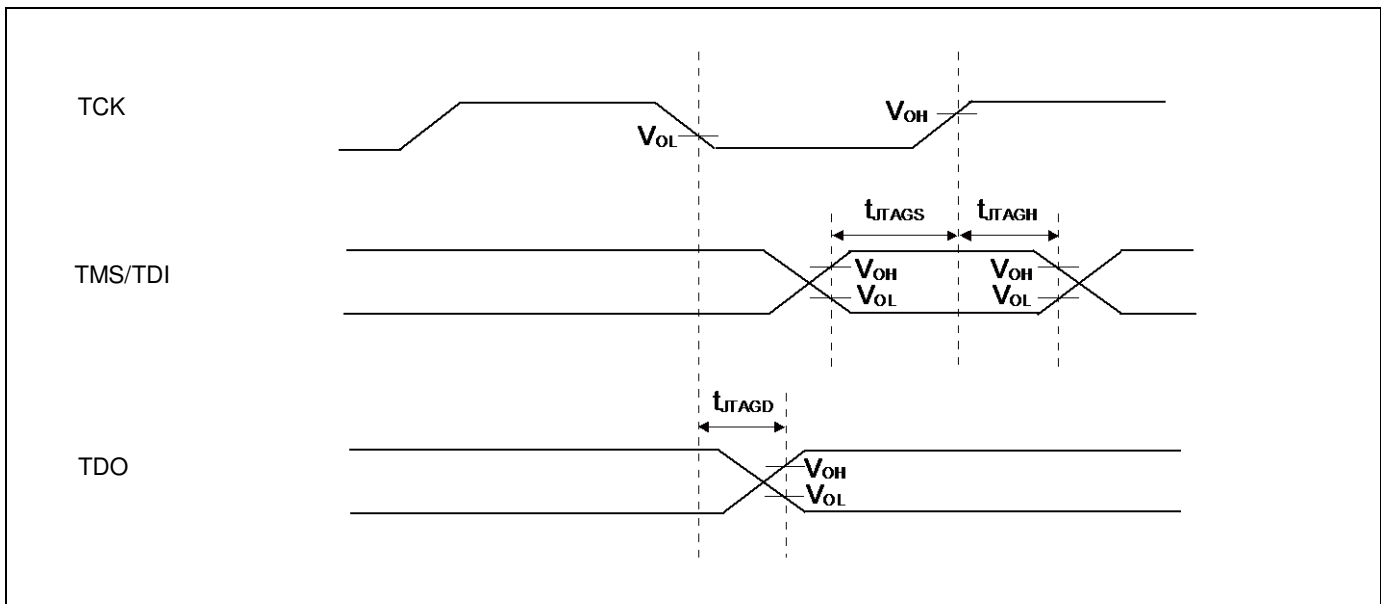 TCK
VOL
VOH
tJTAGS
tJTAGH
TMS/TDI
VOH
VOL
VOH
VOL
tJTAGD
TDO
VOH
VOL